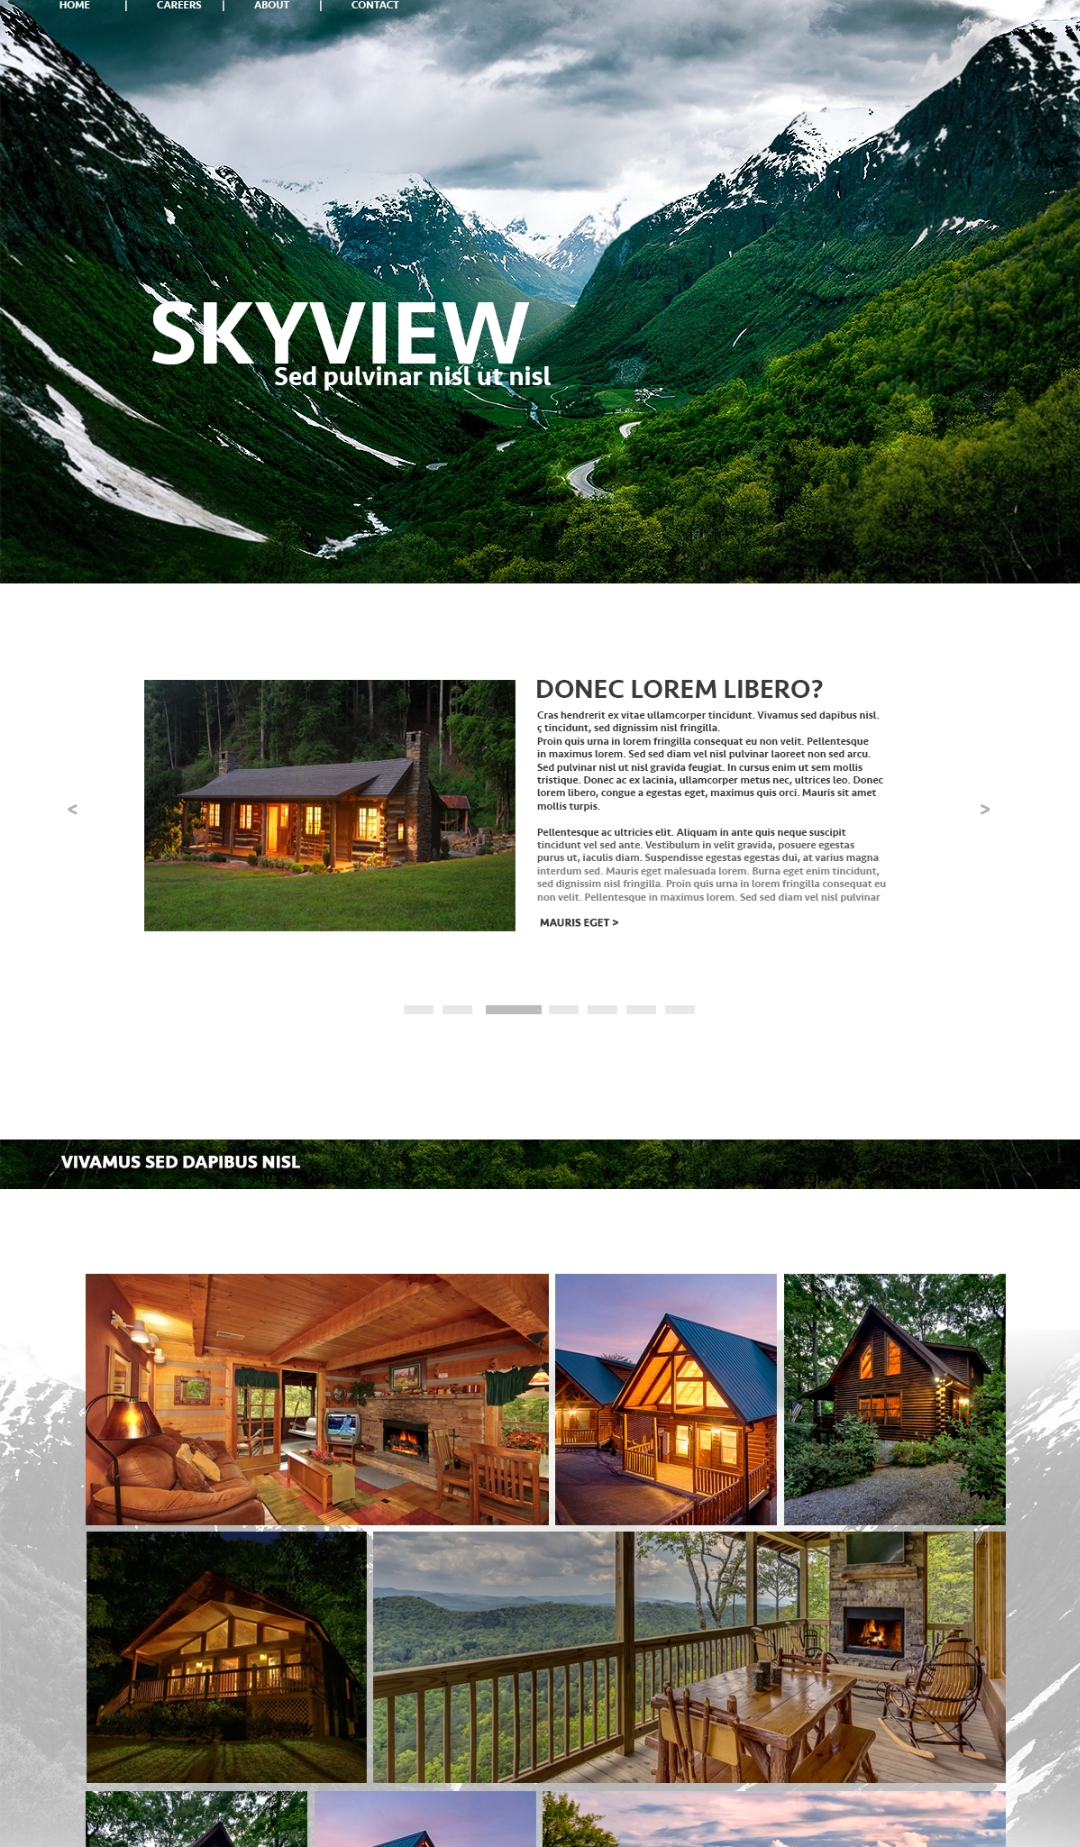 HOME | CAREERS | ABOUT | CONTACT
SKYVIEW
Sed pulvinar nisl ut nisl
DONEC LOREM LIBERO?
Cras hendrerit ex vitae ullamcorper tincidunt. Vivamus sed dapibus nisl.
ç tincidunt, sed dignissim nisl fringilla.
Proin quis urna in lorem fringilla consequat eu non velit. Pellentesque
in maximus lorem. Sed sed diam vel nisl pulvinar laoreet non sed arcu.
Sed pulvinar nisl ut nisl gravida feugiat. In cursus enim ut sem mollis
tristique. Donec ac ex lacinia, ullamcorper metus nec, ultrices leo. Donec
lorem libero, congue a egestas eget, maximus quis orci. Mauris sit amet
mollis turpis.
< >
Pellentesque ac ultricies elit. Aliquam in ante quis neque suscipit
tincidunt vel sed ante. Vestibulum in velit gravida, posuere egestas
purus ut, iaculis diam. Suspendisse egestas egestas dui, at varius magna
interdum sed. Mauris eget malesuada lorem. Burna eget enim tincidunt,
sed dignissim nisl fringilla. Proin quis urna in lorem fringilla consequat eu
non velit. Pellentesque in maximus lorem. Sed sed diam vel nisl pulvinar
MAURIS EGET >
VIVAMUS SED DAPIBUS NISL